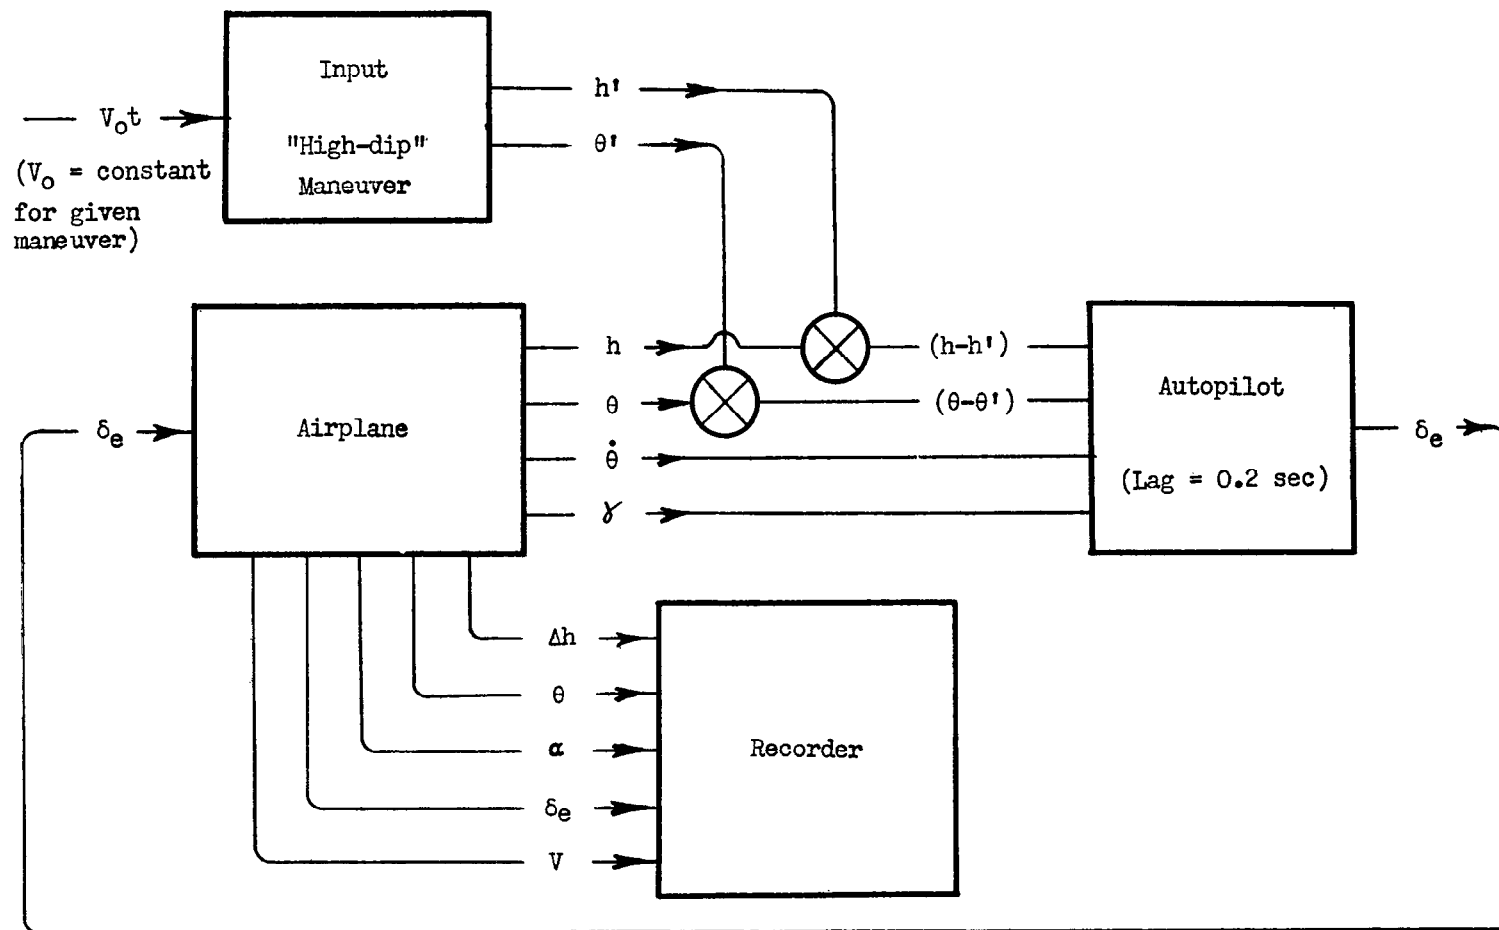 Input
h'
V₀t
"High-dip"
θ'
Maneuver
(V₀ = constant
for given
maneuver)
h
(h-h')
Autopilot
θ
(θ-θ')
Airplane
δe
θ̇
δe
(Lag = 0.2 sec)
γ
Δh
θ
α
Recorder
δe
V